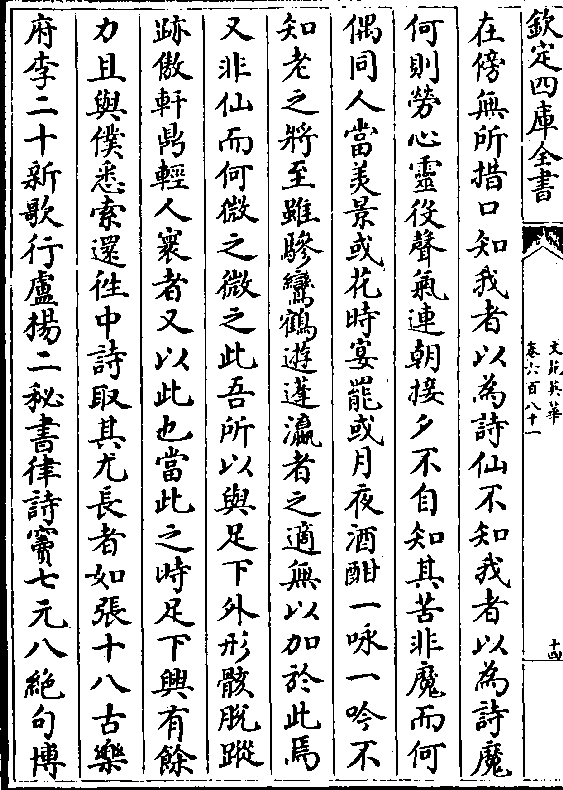 欽定四庫全書
文苑英華
卷六百八十一
十四
在傍無所措口知我者以為詩仙不知我者以為詩魔
何則勞心靈役聲氣連朝接夕不自知其苦非魔而何
偶同人當美景或花時宴罷或月夜酒酣一咏一吟不
知老之將至雖驂鸞鶴遊蓬瀛者之適無以加於此焉
又非仙而何微之微之此吾所以與足下外形骸脫蹤
跡傲軒鼎輕人寰者又以此也當此之時足下興有餘
力且與僕悉索還徃中詩取其尤長者如張十八古樂
府李二十新歌行盧揚二秘書律詩竇七元八絶句博